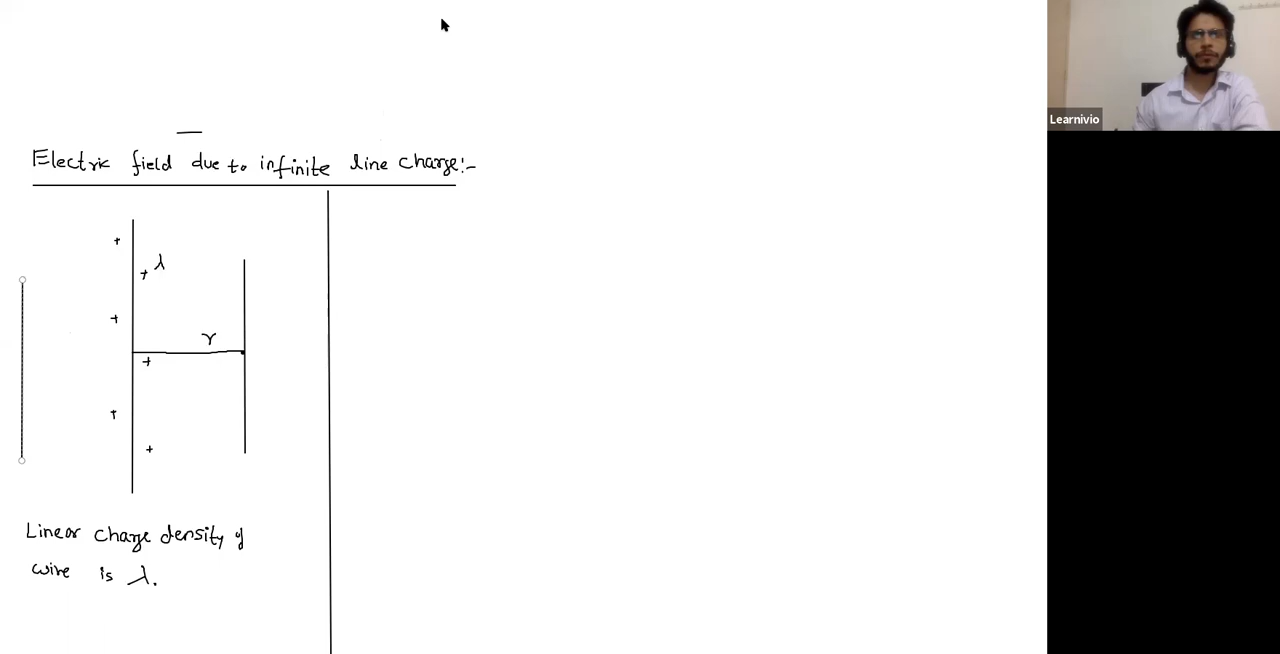 Electric field due to infinite line charge:-
+
λ
+
+
r
+
+
+
Linear charge density of
wire is λ.
Learnivio